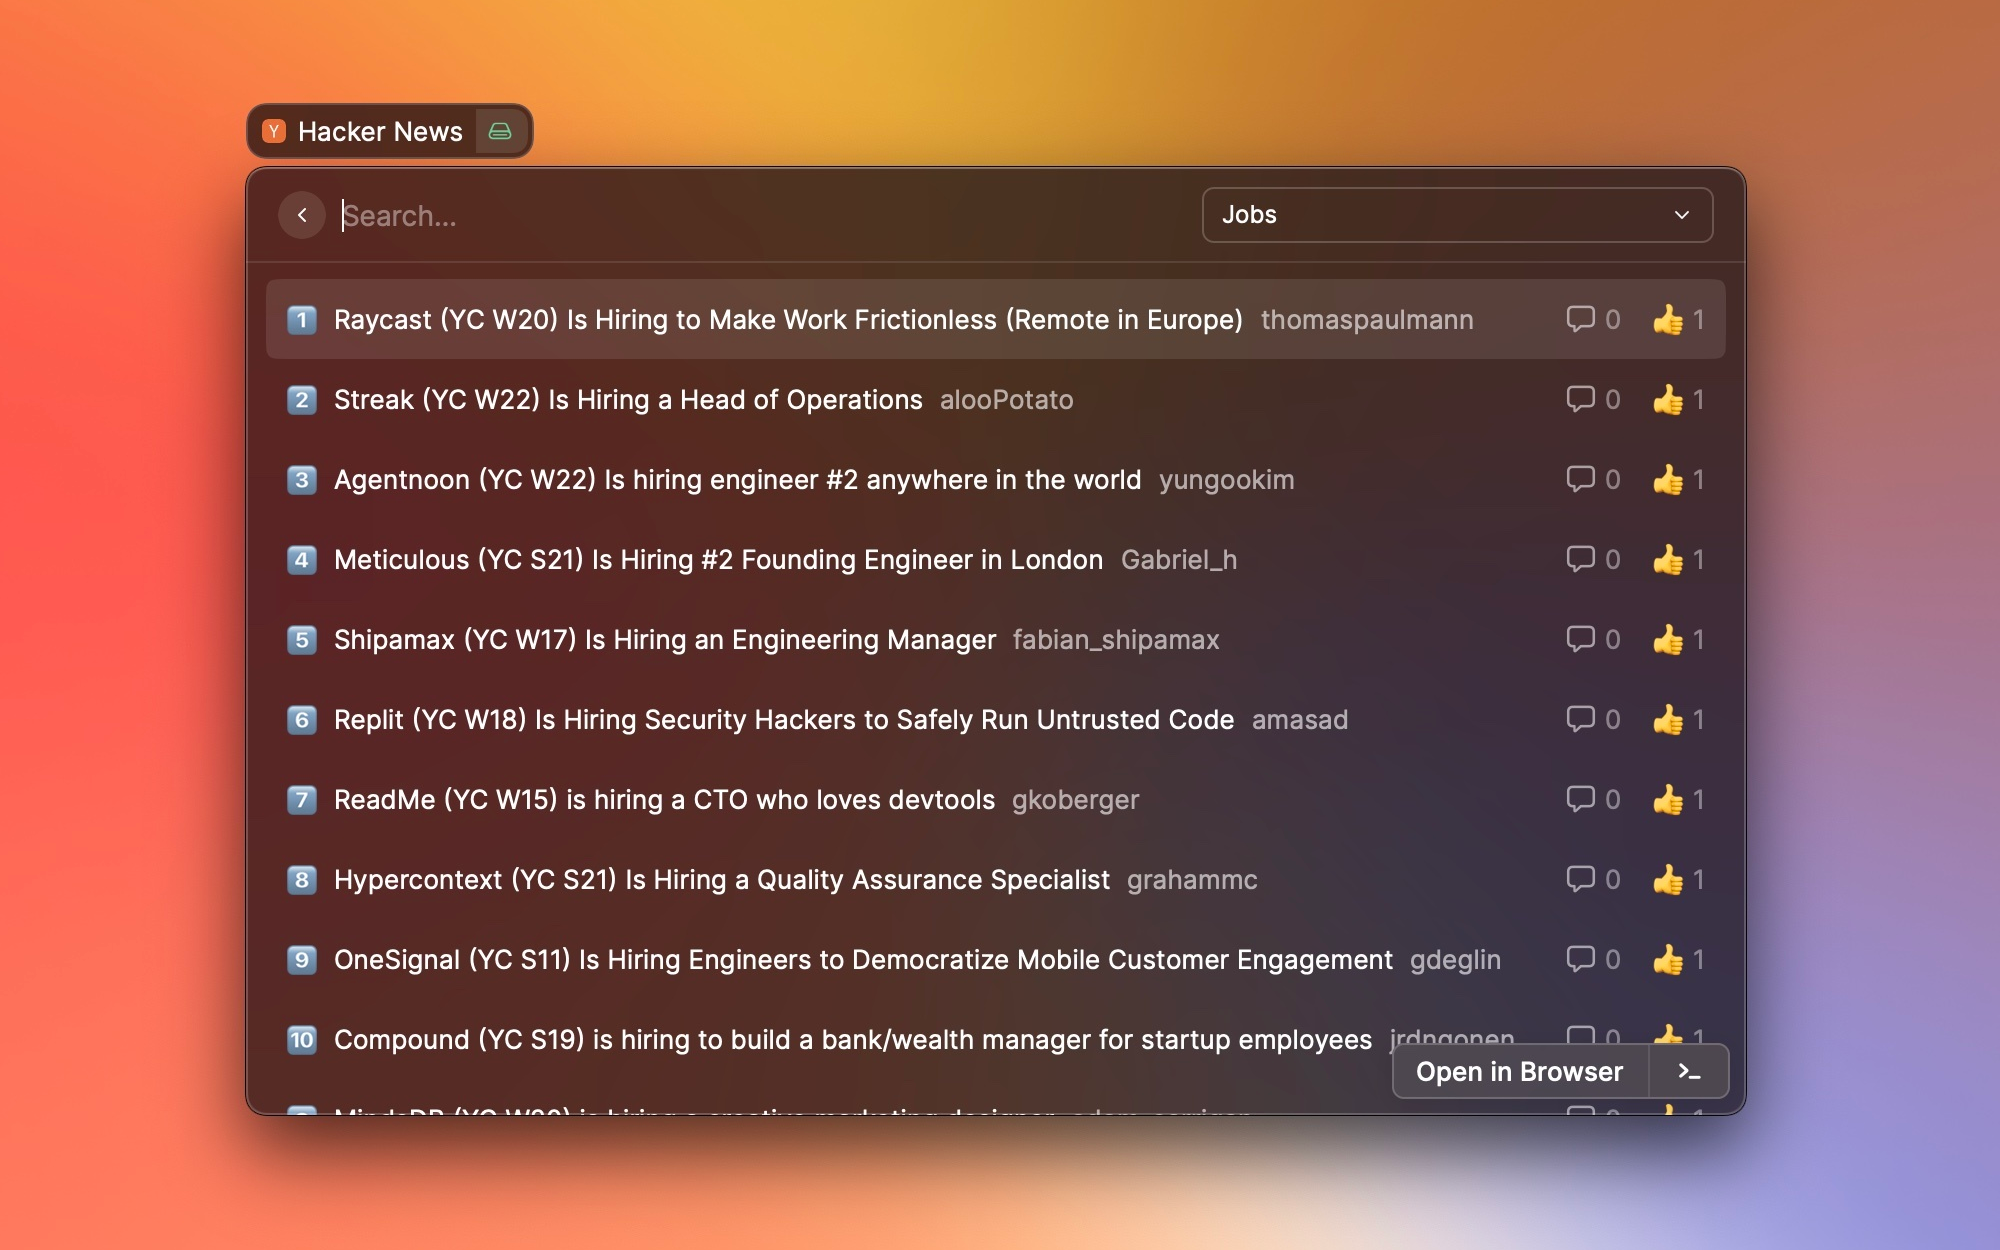 Y Hacker News
Search...
Jobs
1 Raycast (YC W20) Is Hiring to Make Work Frictionless (Remote in Europe) thomaspaulmann 0 👍 1
2 Streak (YC W22) Is Hiring a Head of Operations alooPotato 0 👍 1
3 Agentnoon (YC W22) Is hiring engineer #2 anywhere in the world yungookim 0 👍 1
4 Meticulous (YC S21) Is Hiring #2 Founding Engineer in London Gabriel_h 0 👍 1
5 Shipamax (YC W17) Is Hiring an Engineering Manager fabian_shipamax 0 👍 1
6 Replit (YC W18) Is Hiring Security Hackers to Safely Run Untrusted Code amasad 0 👍 1
7 ReadMe (YC W15) is hiring a CTO who loves devtools gkoberger 0 👍 1
8 Hypercontext (YC S21) Is Hiring a Quality Assurance Specialist grahammc 0 👍 1
9 OneSignal (YC S11) Is Hiring Engineers to Democratize Mobile Customer Engagement gdeglin 0 👍 1
10 Compound (YC S19) is hiring to build a bank/wealth manager for startup employees 0 👍 1
Open in Browser >_
is hiring a creative marketing designer